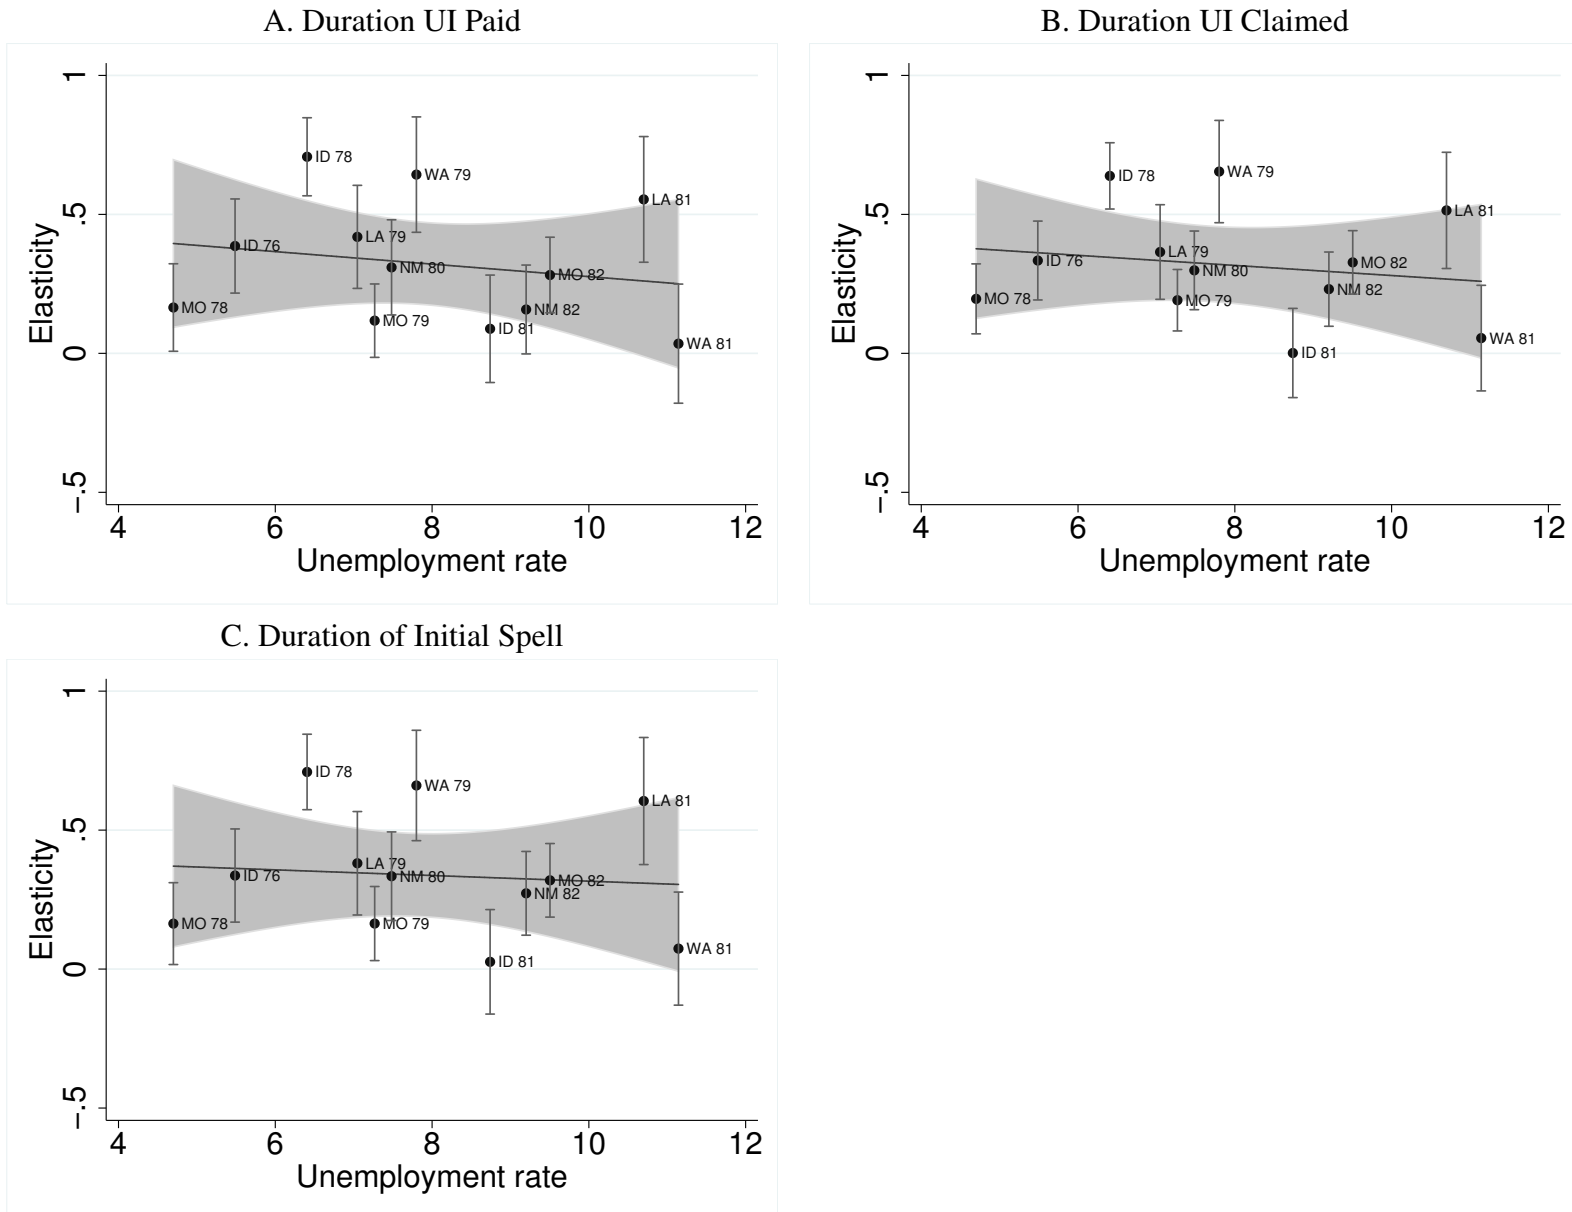 A. Duration UI Paid
1
.5
0
−.5
Elasticity
ID 78
WA 79
LA 81
LA 79
ID 76
NM 80
MO 82
MO 78
MO 79
NM 82
ID 81
WA 81
4 6 8 10 12
Unemployment rate
B. Duration UI Claimed
1
.5
0
−.5
Elasticity
ID 78
WA 79
LA 81
LA 79
ID 76
NM 80
MO 82
MO 78
MO 79
NM 82
ID 81
WA 81
4 6 8 10 12
Unemployment rate
C. Duration of Initial Spell
1
.5
0
−.5
Elasticity
ID 78
WA 79
LA 81
LA 79
ID 76
NM 80
MO 82
NM 82
MO 78
MO 79
ID 81
WA 81
4 6 8 10 12
Unemployment rate